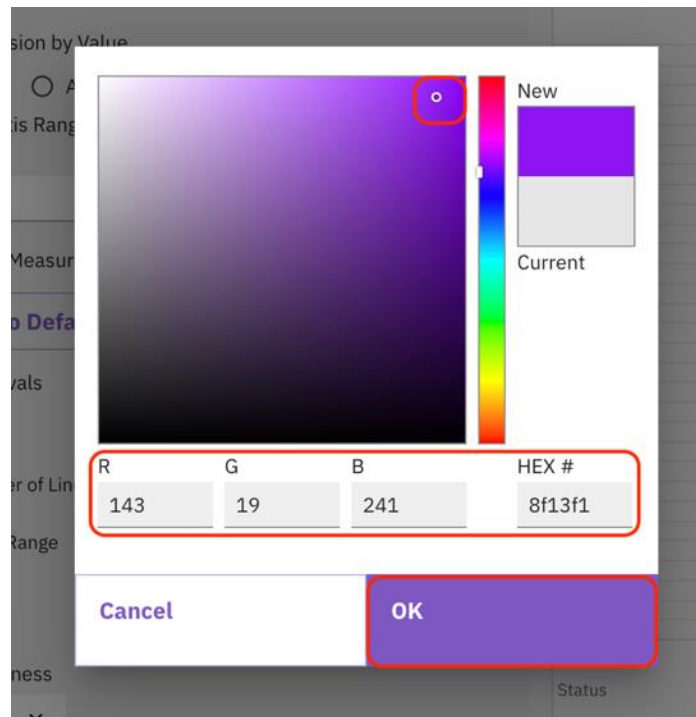 sion by Value
New
is Rang
Measur
Current
o Defa
vals
R G B HEX #
er of Lin
143 19 241 8f13f1
Range
Cancel OK
ness
Status